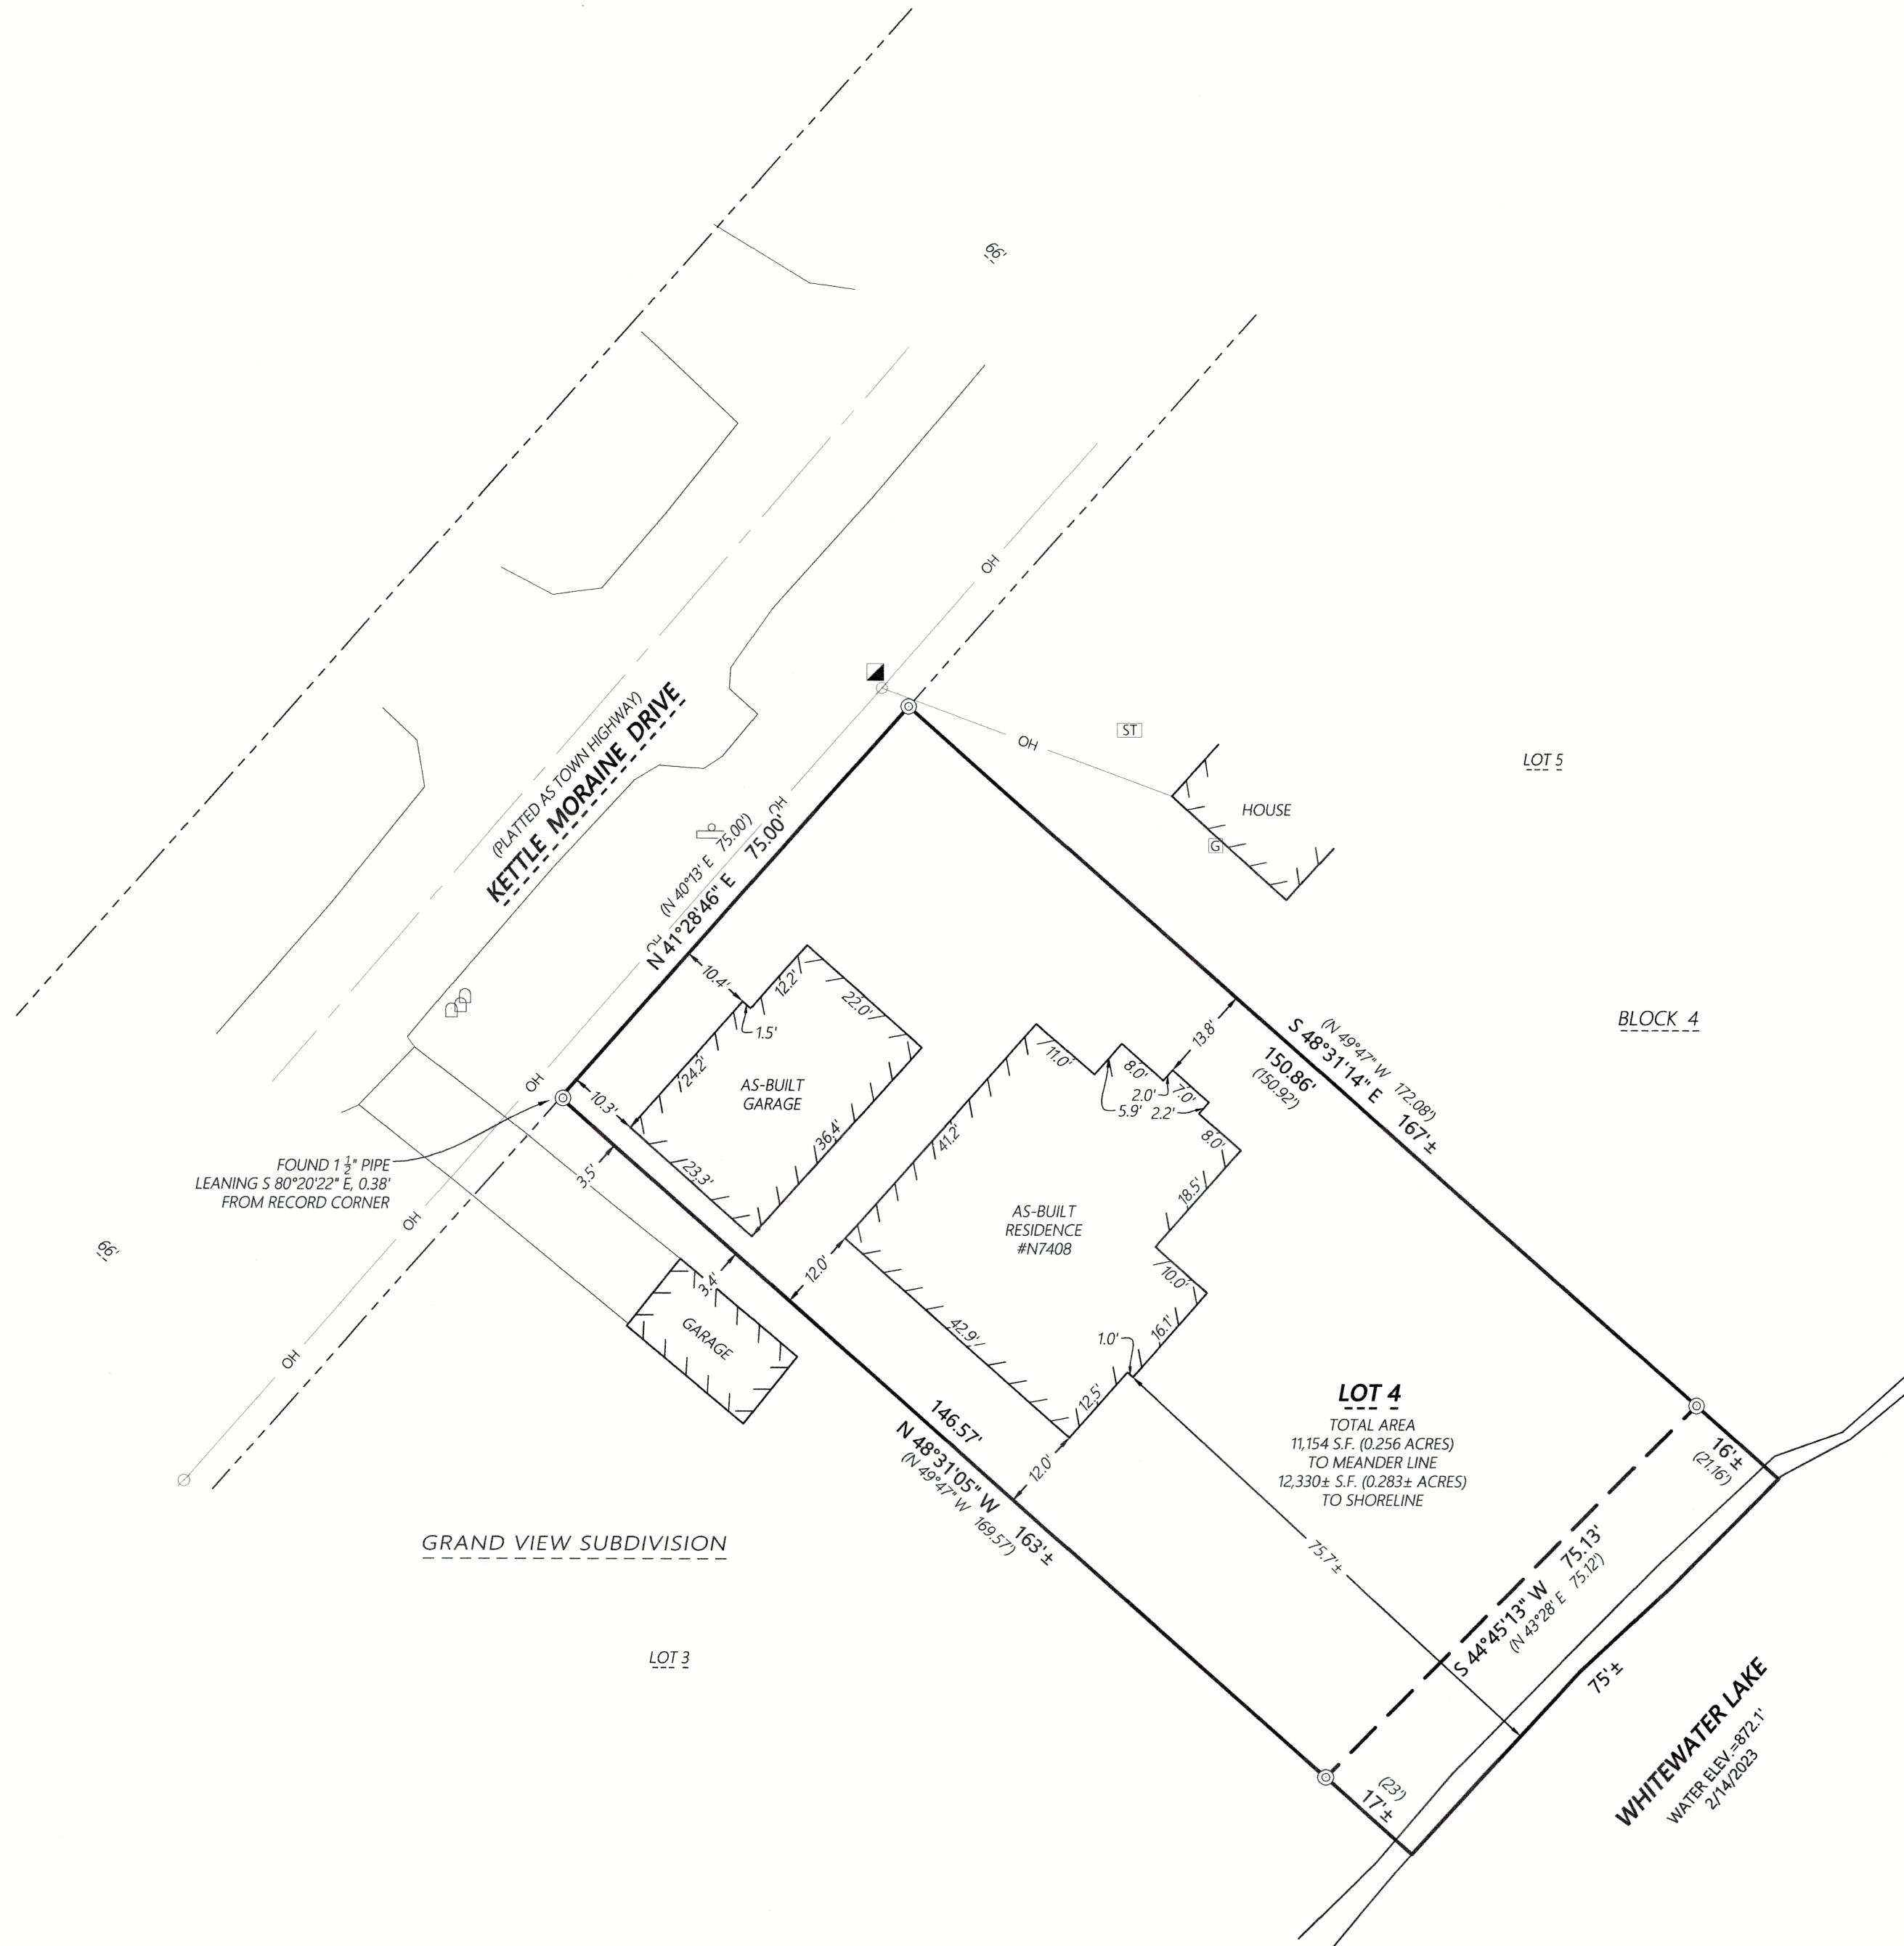 66'
OH
(PLATTED AS TOWN HIGHWAY)
KETTLE MORAINE DRIVE
OH
ST
LOT 5
HOUSE
G
OH
(N 40°13' E 75.00')
N 41°28'46" E 75.00'
OH
10.4'
12.2'
22.0'
1.5'
24.2'
AS-BUILT
GARAGE
10.3'
36.4'
23.3'
OH
BLOCK 4
13.8'
(N 49°47" W 172.08')
S 48°31'14" E 167'±
150.86'
(150.92')
11.0'
8.0'
2.0'
7.0'
5.9'
2.2'
8.0'
41.2'
18.5'
AS-BUILT
RESIDENCE
#N7408
10.0'
16.1'
1.0'
12.5'
42.9'
12.0'
12.0'
FOUND 1 1/2" PIPE
LEANING S 80°20'22" E, 0.38'
FROM RECORD CORNER
3.5'
3.4'
GARAGE
OH
66'
OH
LOT 4
TOTAL AREA
11,154 S.F. (0.256 ACRES)
TO MEANDER LINE
12,330± S.F. (0.283± ACRES)
TO SHORELINE
146.57'
N 48°31'05" W 163'±
(N 49°47" W 169.57')
16'±
(21.16')
75.7'±
S 44°45'13" W 75.13'
(N 43°28' E 75.12')
GRAND VIEW SUBDIVISION
LOT 3
75'±
(23')
17'±
WHITEWATER LAKE
WATER ELEV.=872.1'
2/14/2023